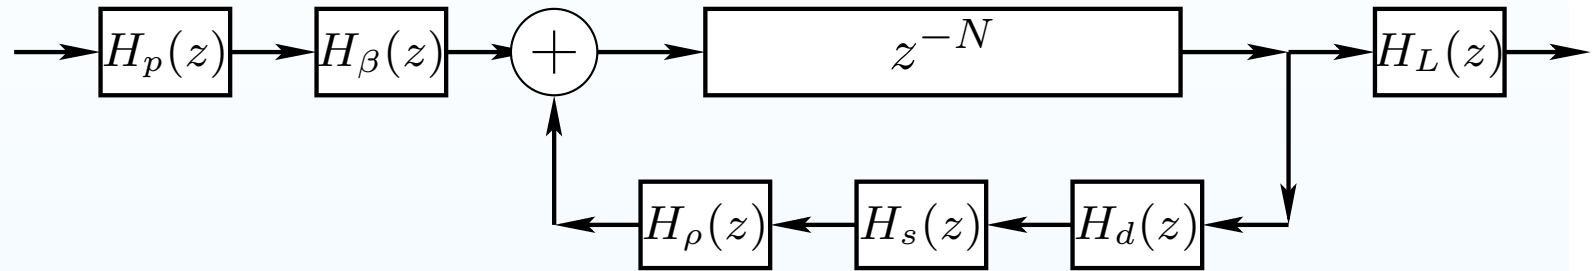 H_p(z) H_β(z) + z^{-N} H_L(z)
H_ρ(z) H_s(z) H_d(z)